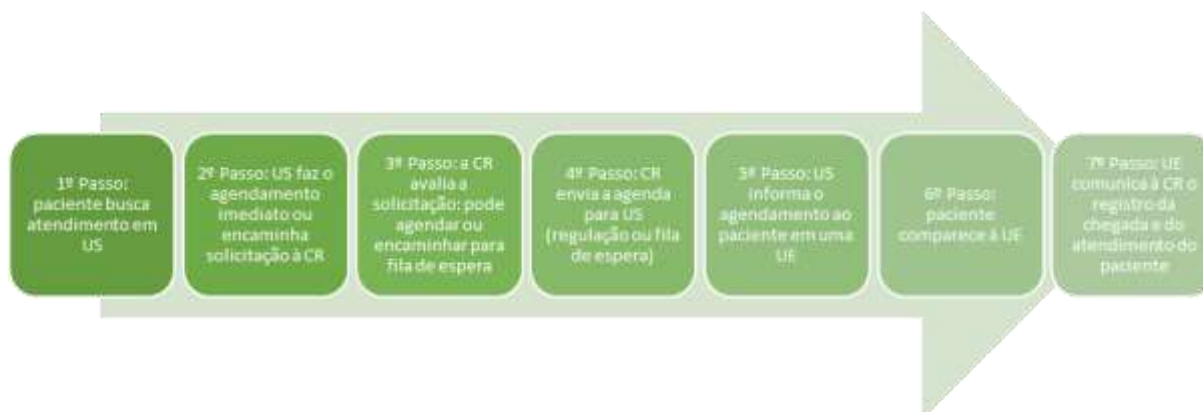 1º Passo:
paciente busca
atendimento em
US
2º Passo: US faz o
agendamento
imediato ou
encaminha
solicitação à CR
3º Passo: a CR
avalia a
solicitação: pode
agendar ou
encaminhar para
fila de espera
4º Passo: CR
envia a agenda
para US
(regulação ou fila
de espera)
5º Passo: US
informa o
agendamento ao
paciente em uma
UE
6º Passo:
paciente
comparece à UE
7º Passo: UE
comunica à CR o
registro da
chegada e do
atendimento do
paciente